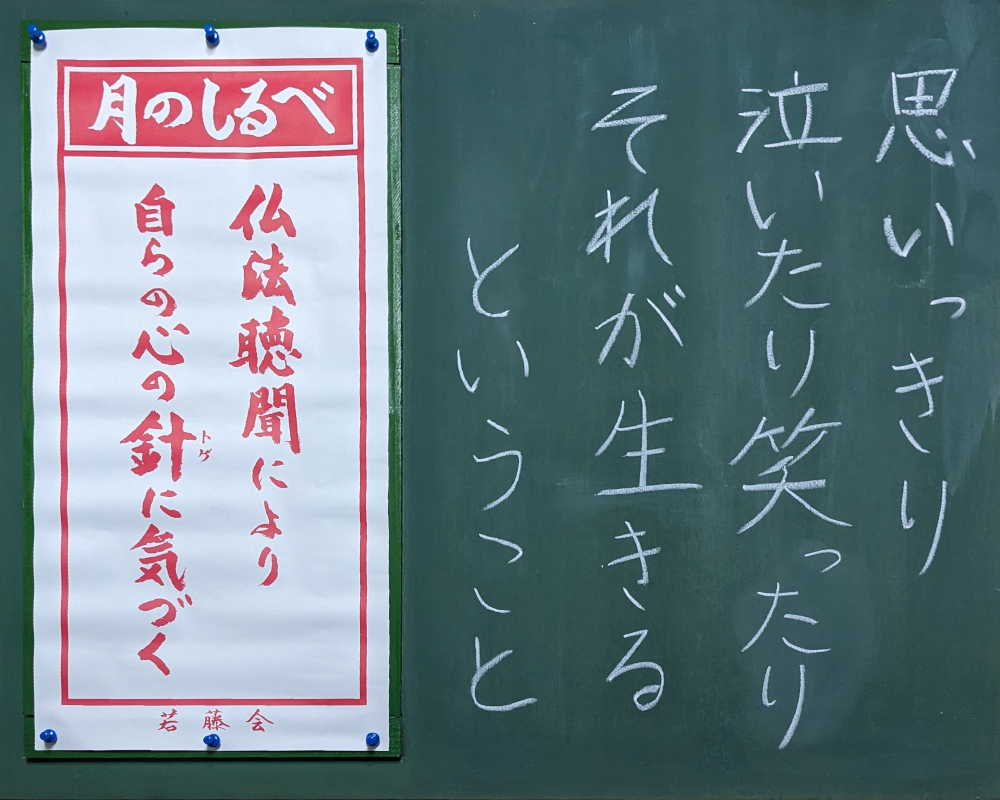 思いっきり
泣いたり笑ったり
それが生きる
ということ
月のしるべ
仏法聴聞により
自らの心の針に気づく
トゲ
若藤会